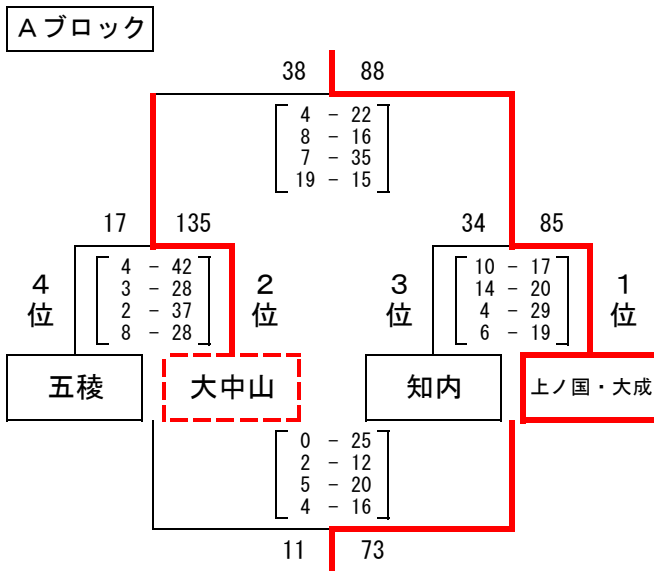 Aブロック
38 88
4 - 22
8 - 16
7 - 35
19 - 15
17 135
34 85
4 - 42
3 - 28
2 - 37
8 - 28
10 - 17
14 - 20
4 - 29
6 - 19
4位
2位
3位
1位
五稜
大中山
知内
上ノ国・大成
0 - 25
2 - 12
5 - 20
4 - 16
11 73